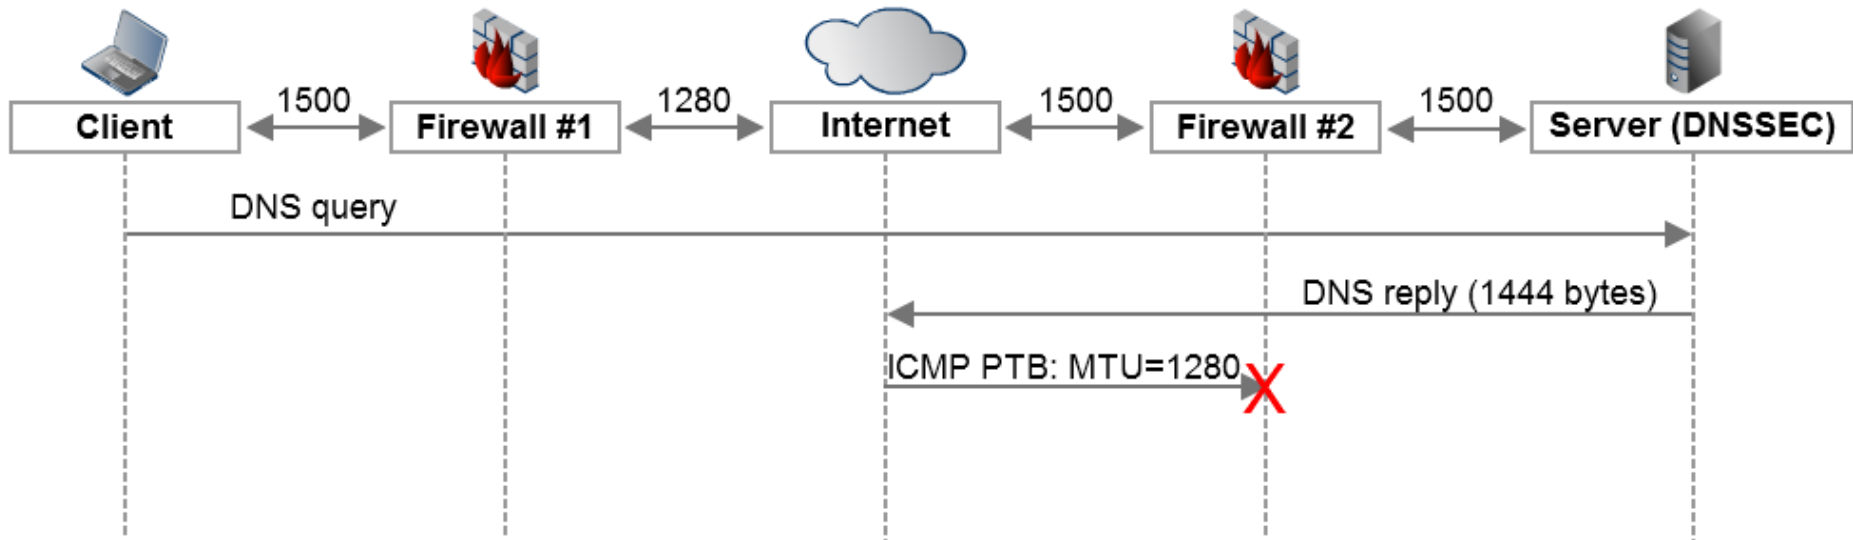 1500
1280
1500
1500
Client
Firewall #1
Internet
Firewall #2
Server (DNSSEC)
DNS query
DNS reply (1444 bytes)
ICMP PTB: MTU=1280
X